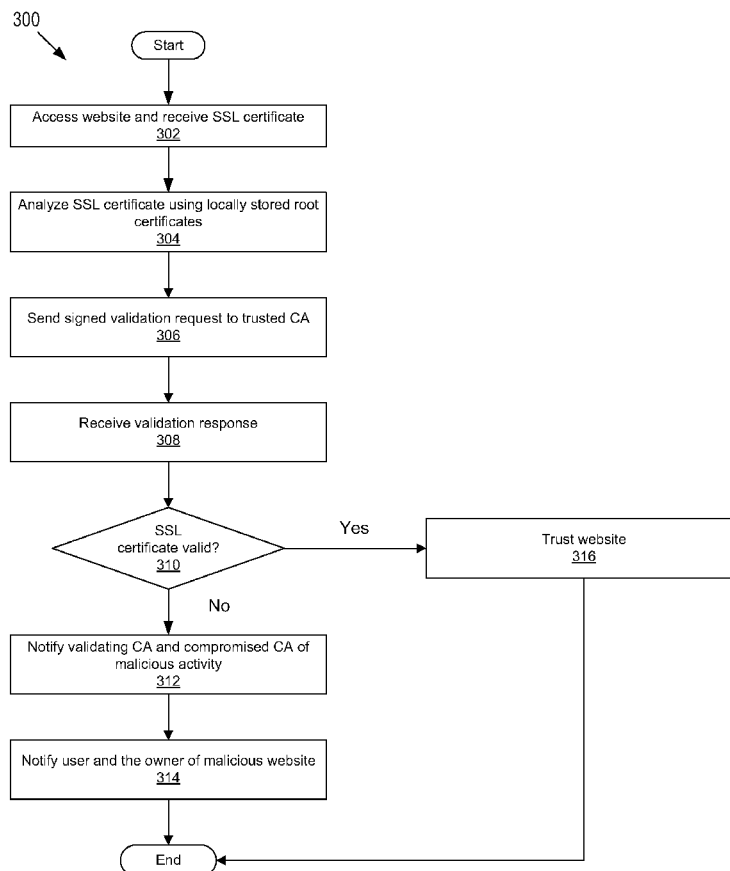 300
Start
Access website and receive SSL certificate
302
Analyze SSL certificate using locally stored root
certificates
304
Send signed validation request to trusted CA
306
Receive validation response
308
SSL
certificate valid?
310
Yes
Trust website
316
No
Notify validating CA and compromised CA of
malicious activity
312
Notify user and the owner of malicious website
314
End